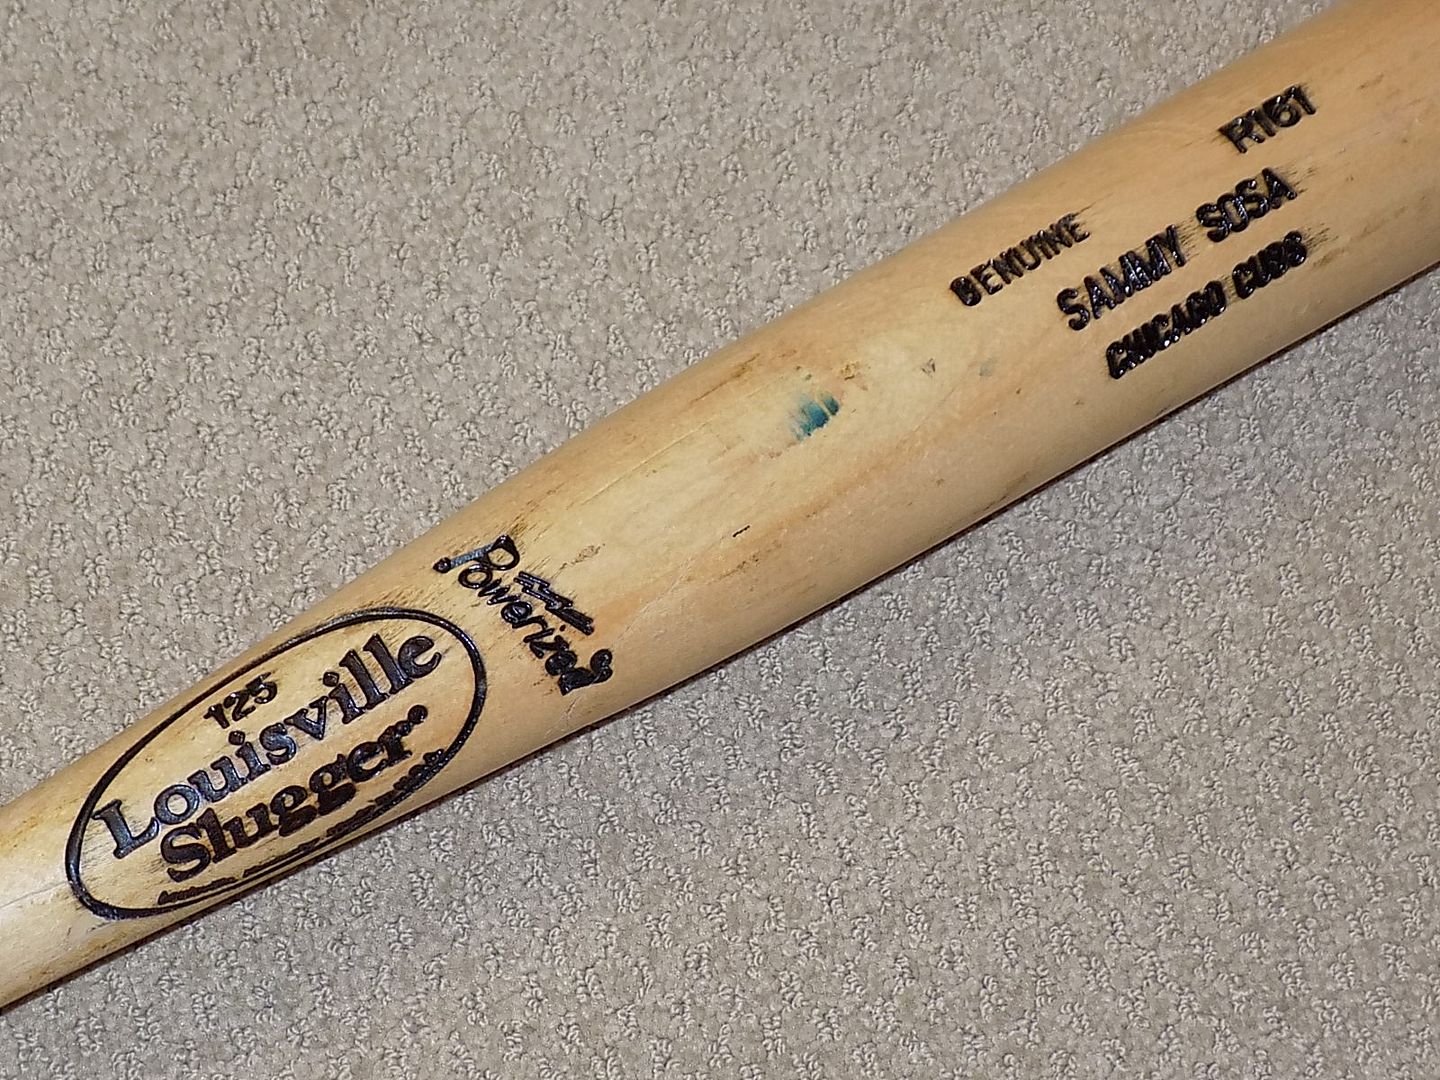 R161
GENUINE
SAMMY SOSA
CHICAGO CUBS
Powerized
125
Louisville
Slugger